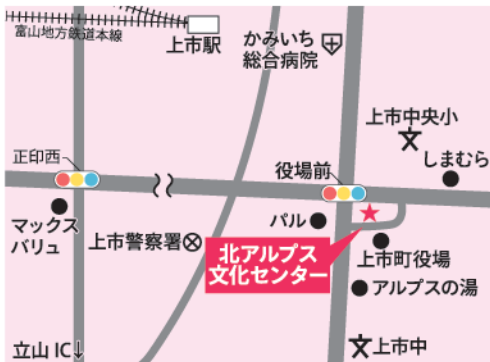 富山地方鉄道本線
上市駅
かみいち
総合病院
上市中央小
正印西
役場前
しまむら
マックス
バリュ
上市警察署
パル
北アルプス
文化センター
上市町役場
アルプスの湯
立山 IC↓
上市中